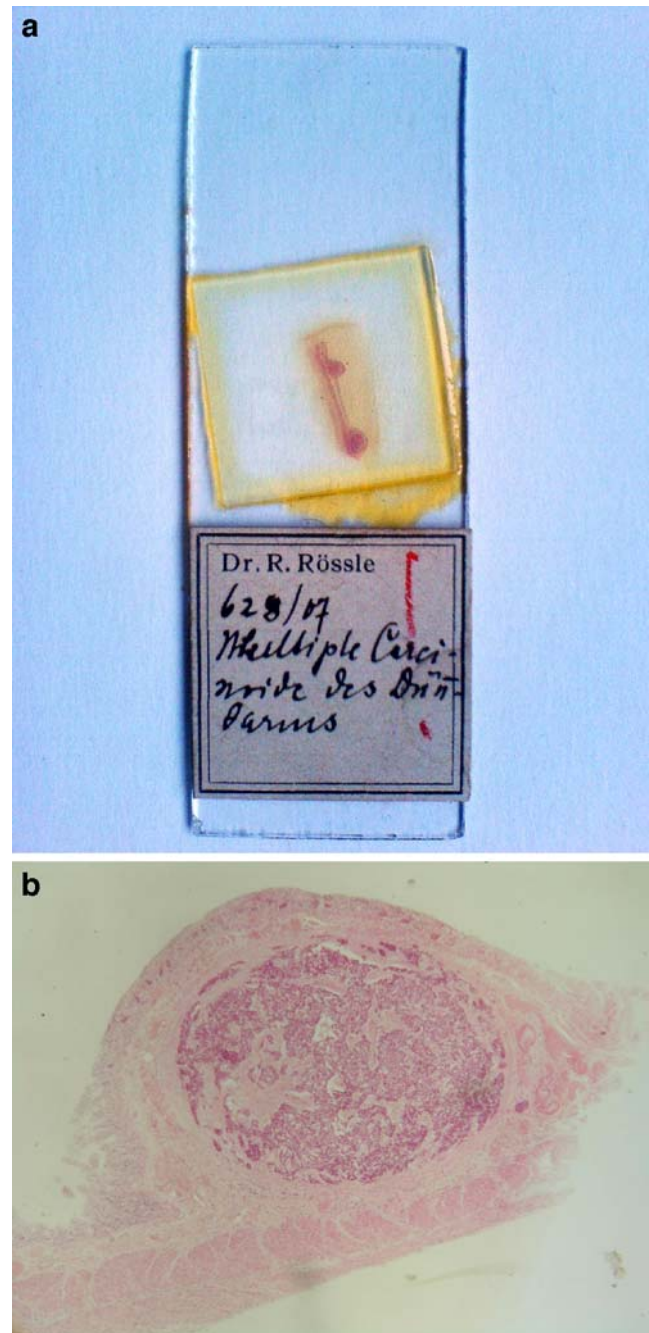 a
Dr. R. Rössle
628/07
Multiple Carci-
noide des Dünn-
darms
b